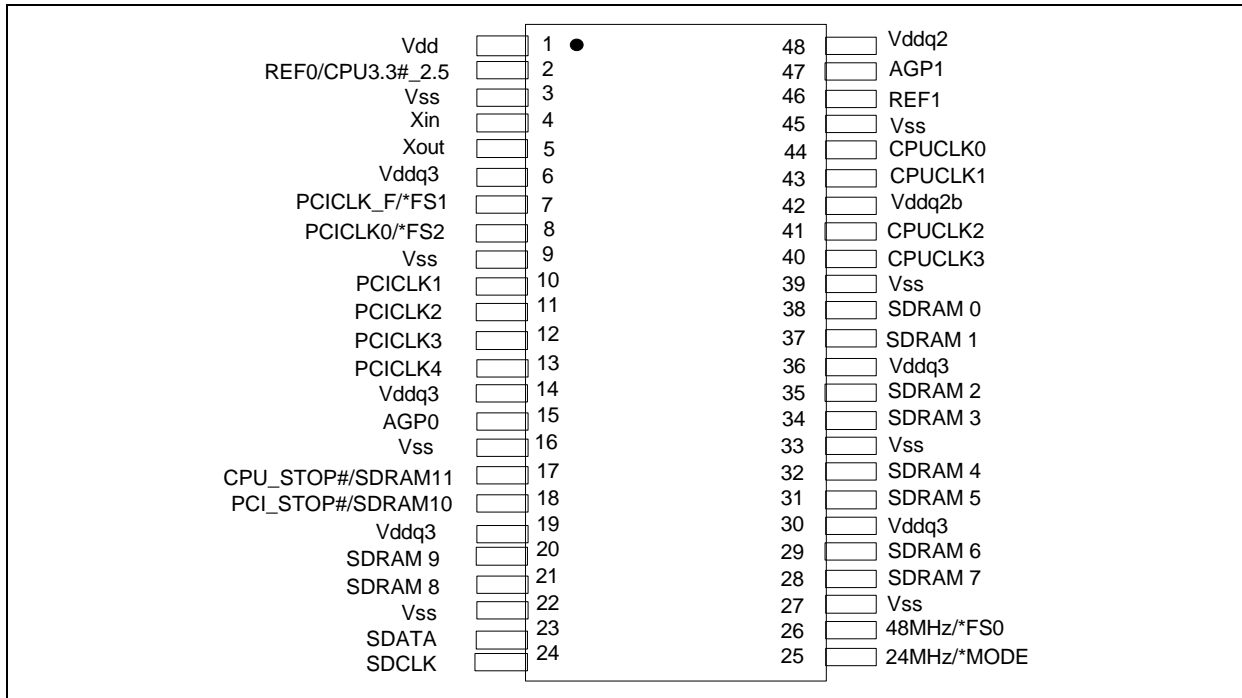 Vdd 1 48 Vddq2
REF0/CPU3.3#_2.5 2 47 AGP1
Vss 3 46 REF1
Xin 4 45 Vss
Xout 5 44 CPUCLK0
Vddq3 6 43 CPUCLK1
PCICLK_F/*FS1 7 42 Vddq2b
PCICLK0/*FS2 8 41 CPUCLK2
Vss 9 40 CPUCLK3
PCICLK1 10 39 Vss
PCICLK2 11 38 SDRAM 0
PCICLK3 12 37 SDRAM 1
PCICLK4 13 36 Vddq3
Vddq3 14 35 SDRAM 2
AGP0 15 34 SDRAM 3
Vss 16 33 Vss
CPU_STOP#/SDRAM11 17 32 SDRAM 4
PCI_STOP#/SDRAM10 18 31 SDRAM 5
Vddq3 19 30 Vddq3
SDRAM 9 20 29 SDRAM 6
SDRAM 8 21 28 SDRAM 7
Vss 22 27 Vss
SDATA 23 26 48MHz/*FS0
SDCLK 24 25 24MHz/*MODE